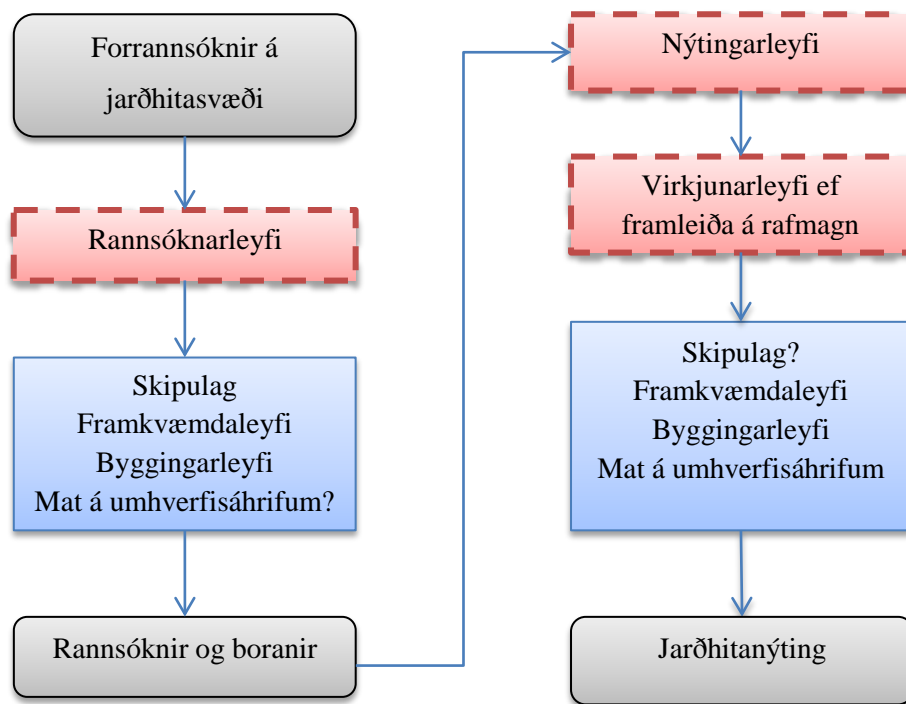 Forrannsóknir á
jarðhitasvæði
Rannsóknarleyfi
Skipulag
Framkvæmdaleyfi
Byggingarleyfi
Mat á umhverfisáhrifum?
Rannsóknir og boranir
Nýtingarleyfi
Virkjunarleyfi ef
framleiða á rafmagn
Skipulag?
Framkvæmdaleyfi
Byggingarleyfi
Mat á umhverfisáhrifum
Jarðhitanýting